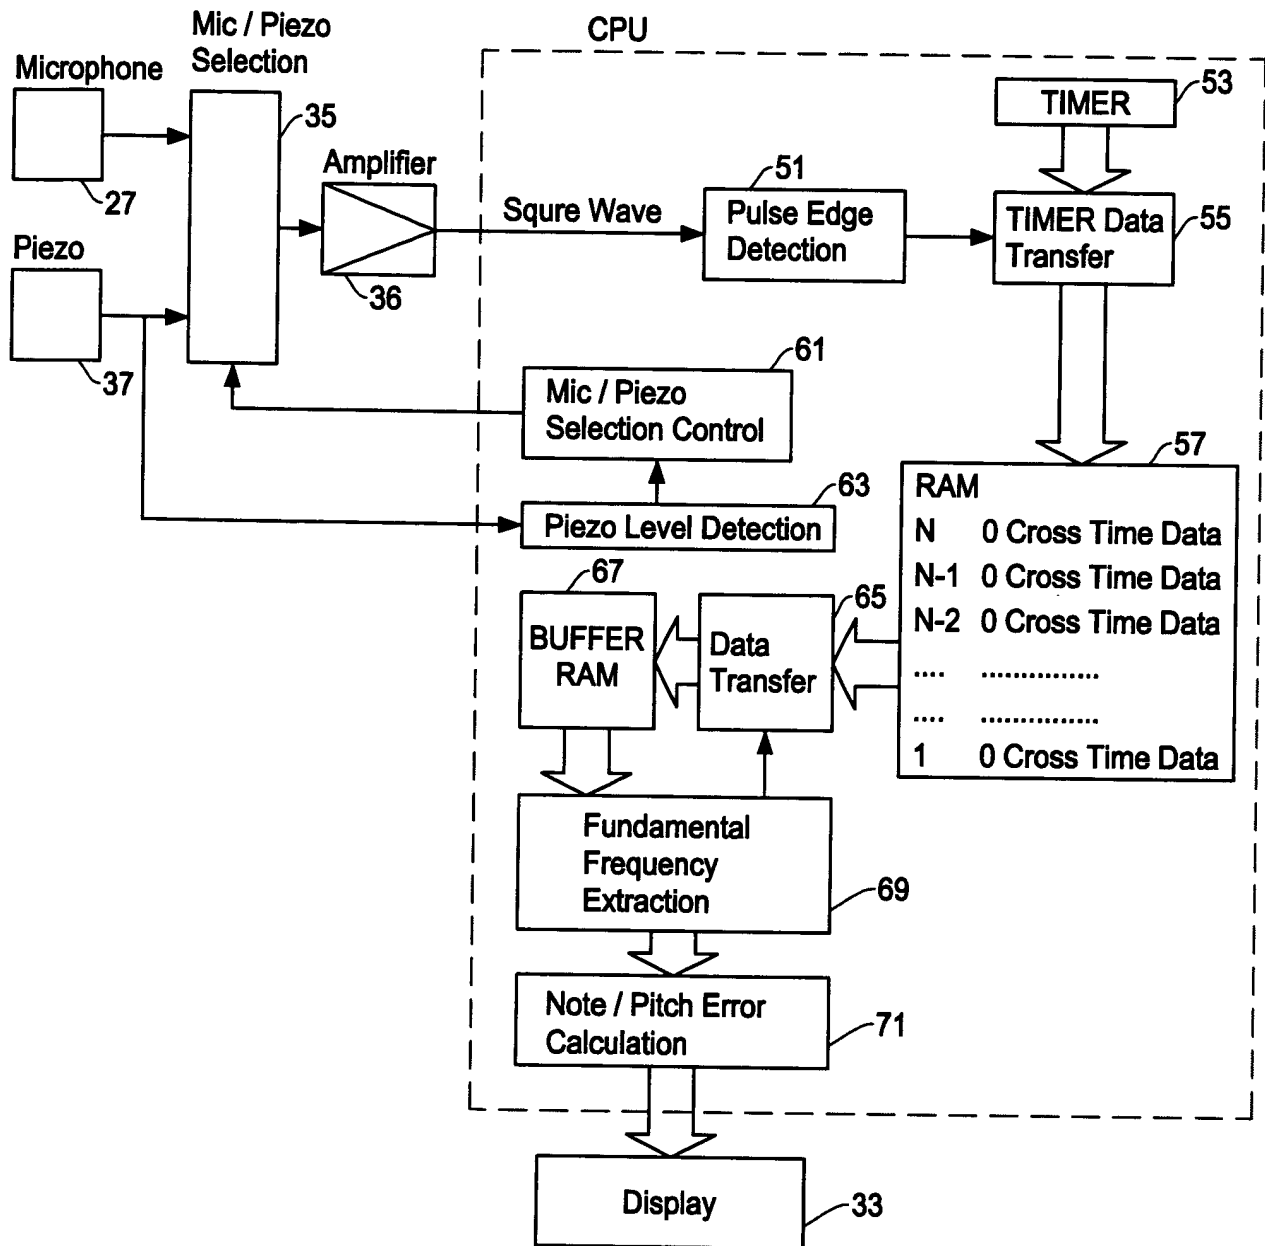 CPU
Mic / Piezo
Selection
Microphone
35
27
Piezo
37
Amplifier
36
Squre Wave
51
Pulse Edge
Detection
TIMER
53
TIMER Data
Transfer
55
61
Mic / Piezo
Selection Control
63
Piezo Level Detection
57
RAM
N 0 Cross Time Data
N-1 0 Cross Time Data
N-2 0 Cross Time Data
.... ...............
.... ...............
1 0 Cross Time Data
65
Data
Transfer
67
BUFFER
RAM
Fundamental
Frequency
Extraction
69
Note / Pitch Error
Calculation
71
Display
33